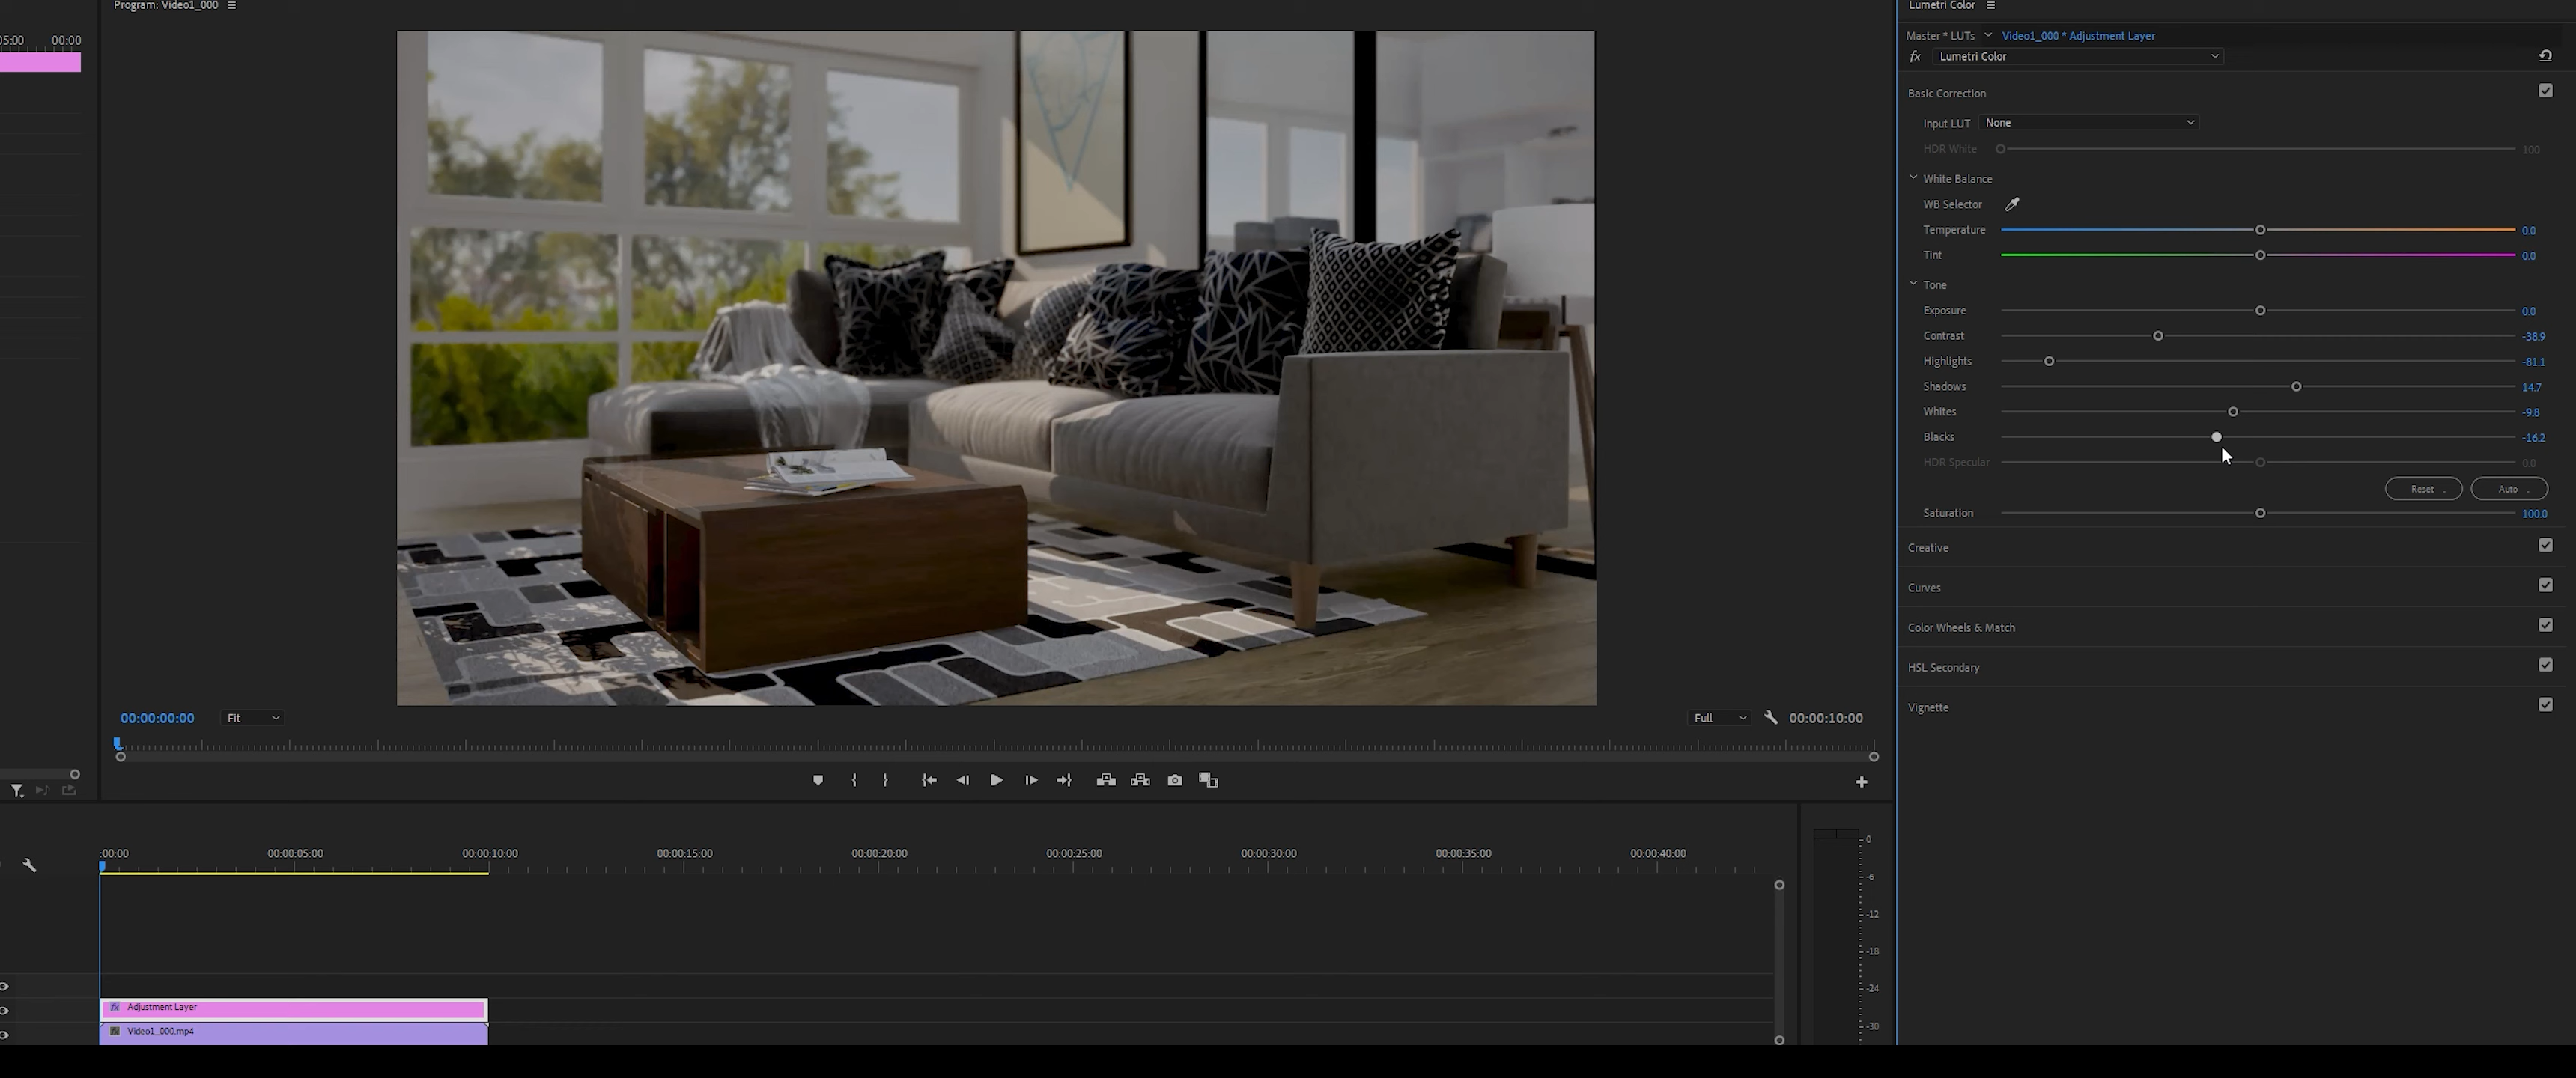 Program: Video1_000
Lumetri Color
05:00 00:00
Master * LUTs Video1_000 * Adjustment Layer
fx Lumetri Color
Basic Correction
Input LUT None
HDR White 100
White Balance
WB Selector
Temperature 0.0
Tint 0.0
Tone
Exposure 0.0
Contrast -38.9
Highlights -81.1
Shadows 14.7
Whites -9.8
Blacks -16.2
HDR Specular 0.0
Reset Auto
Saturation 100.0
Creative
Curves
Color Wheels & Match
HSL Secondary
Vignette
00:00:00:00 Fit Full 00:00:10:00
:00:00 00:00:05:00 00:00:10:00 00:00:15:00 00:00:20:00 00:00:25:00 00:00:30:00 00:00:35:00 00:00:40:00
0
-6
-12
-18
-24
-30
fx Adjustment Layer
fx Video1_000.mp4